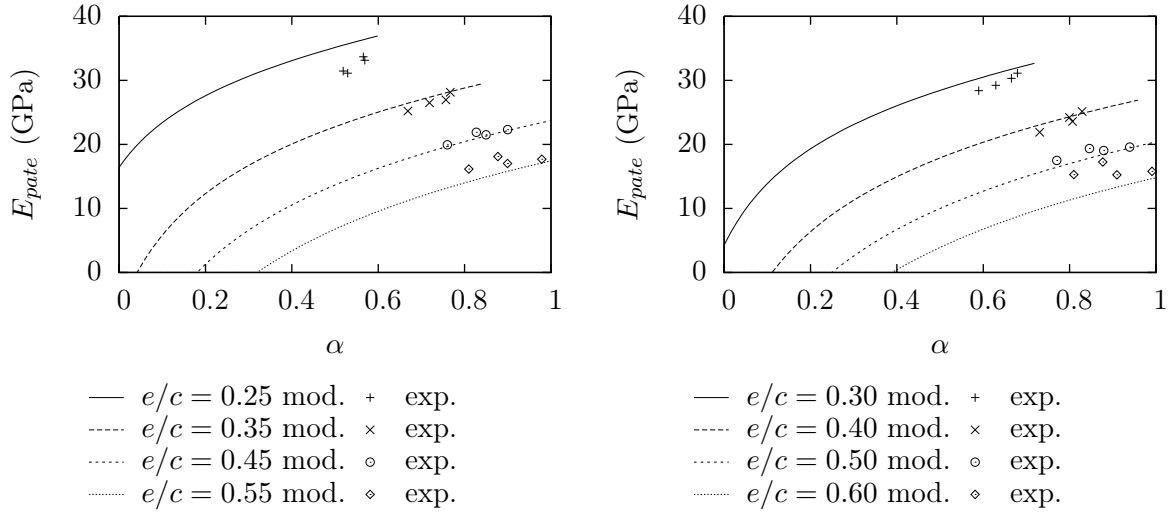 40
30
20
10
0
E_pate (GPa)
0 0.2 0.4 0.6 0.8 1
α
e/c = 0.25 mod. exp.
e/c = 0.35 mod. exp.
e/c = 0.45 mod. exp.
e/c = 0.55 mod. exp.
40
30
20
10
0
E_pate (GPa)
0 0.2 0.4 0.6 0.8 1
α
e/c = 0.30 mod. exp.
e/c = 0.40 mod. exp.
e/c = 0.50 mod. exp.
e/c = 0.60 mod. exp.